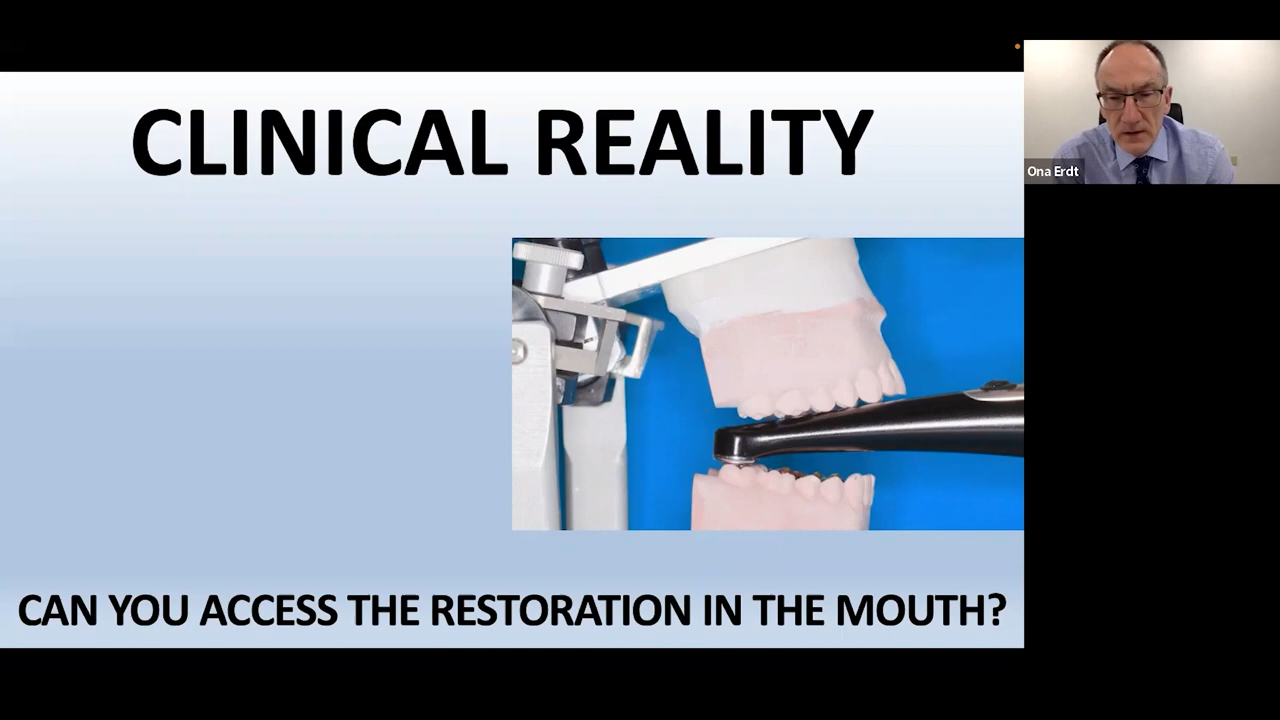 CLINICAL REALITY
Ona Erdt
CAN YOU ACCESS THE RESTORATION IN THE MOUTH?